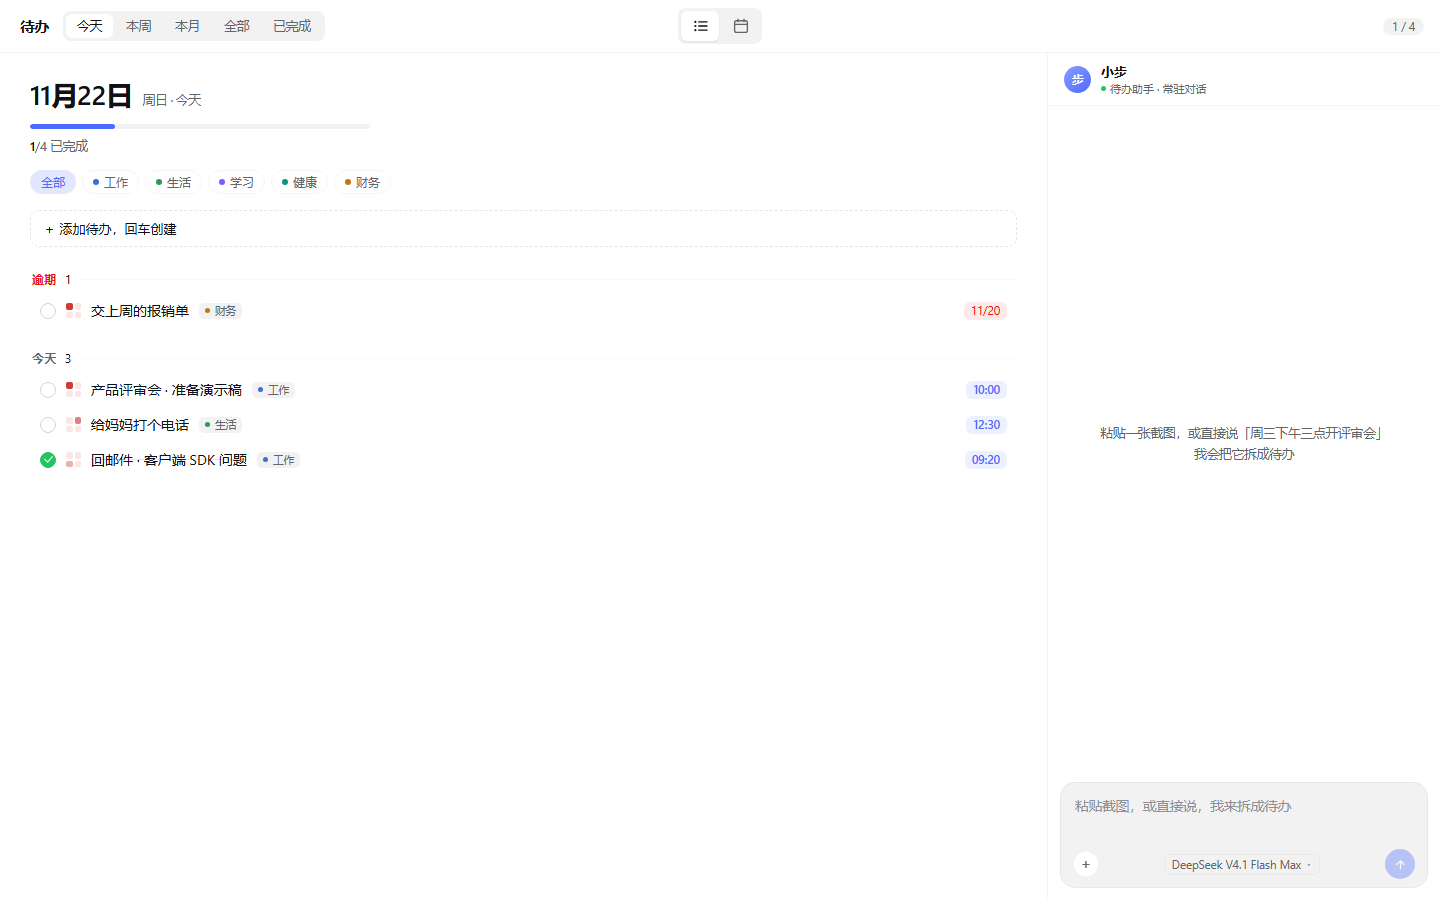 待办 今天 本周 本月 全部 已完成 1 / 4
11月22日 周日 · 今天
1/4 已完成
全部 工作 生活 学习 健康 财务
+ 添加待办，回车创建
逾期 1
交上周的报销单 财务 11/20
今天 3
产品评审会 · 准备演示稿 工作 10:00
给妈妈打个电话 生活 12:30
回邮件 · 客户端 SDK 问题 工作 09:20
步 小步
待办助手 · 常驻对话
粘贴一张截图，或直接说「周三下午三点开评审会」
我会把它拆成待办
粘贴截图，或直接说，我来拆成待办
+ DeepSeek V4.1 Flash Max